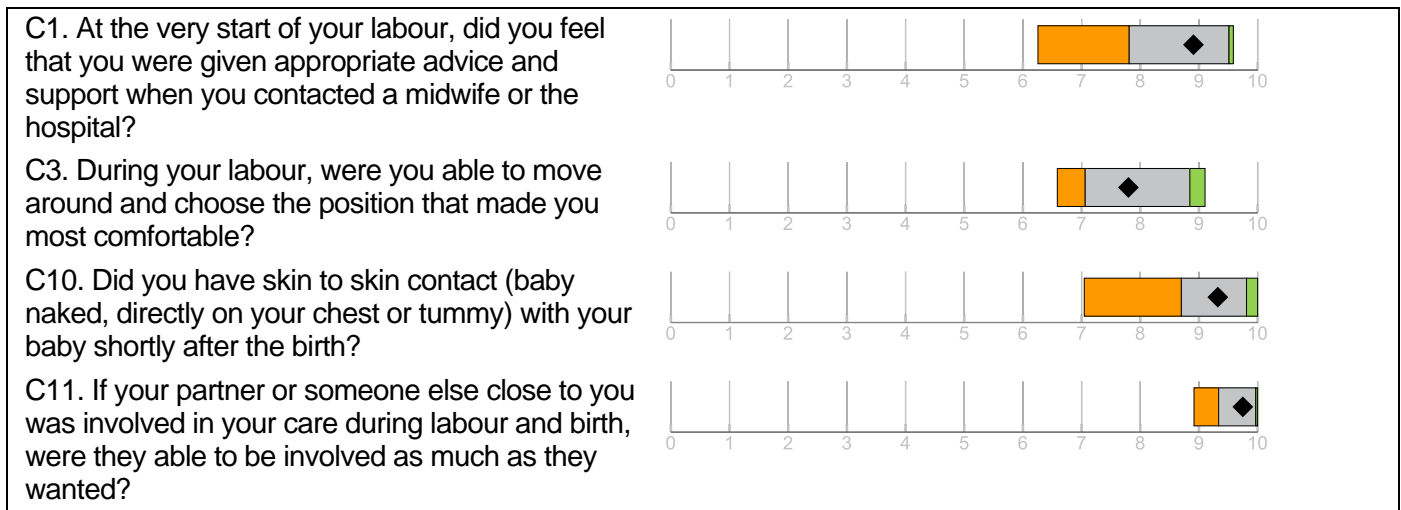 C1. At the very start of your labour, did you feel
that you were given appropriate advice and
support when you contacted a midwife or the
hospital?
0 1 2 3 4 5 6 7 8 9 10
C3. During your labour, were you able to move
around and choose the position that made you
most comfortable?
0 1 2 3 4 5 6 7 8 9 10
C10. Did you have skin to skin contact (baby
naked, directly on your chest or tummy) with your
baby shortly after the birth?
0 1 2 3 4 5 6 7 8 9 10
C11. If your partner or someone else close to you
was involved in your care during labour and birth,
were they able to be involved as much as they
wanted?
0 1 2 3 4 5 6 7 8 9 10